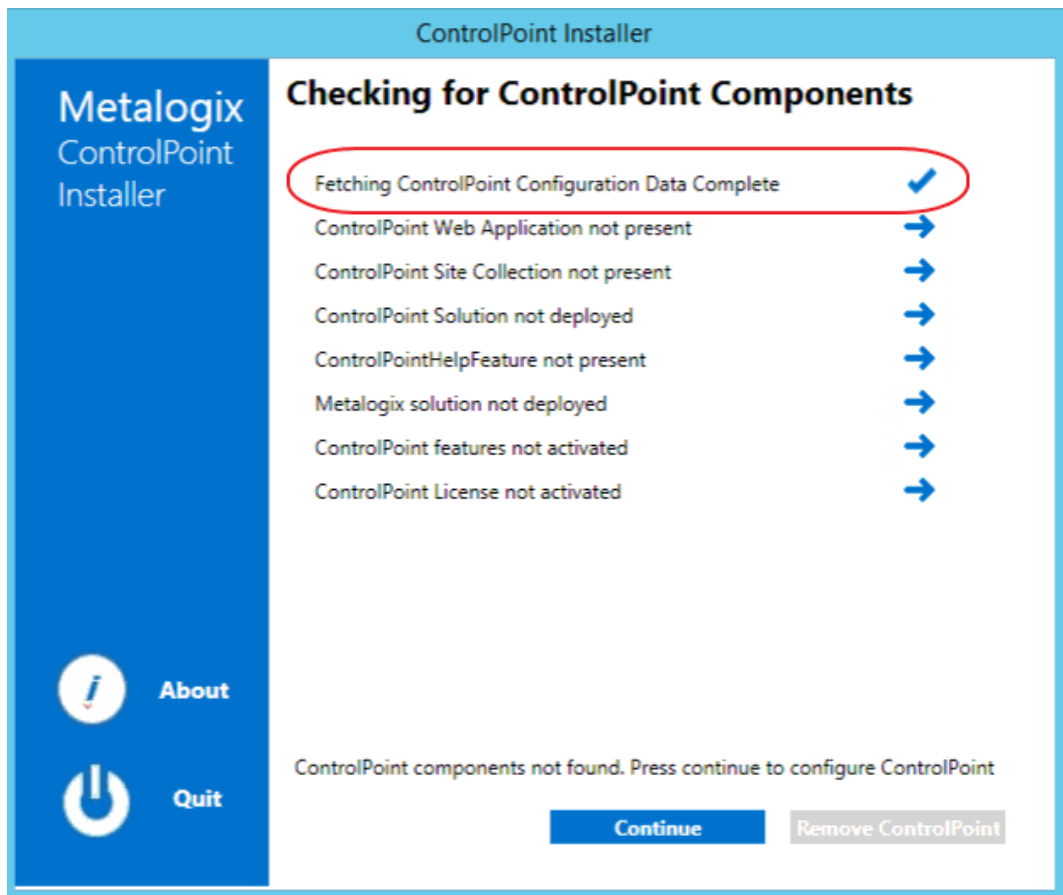 ControlPoint Installer
Metalogix
ControlPoint
Installer
Checking for ControlPoint Components
Fetching ControlPoint Configuration Data Complete
ControlPoint Web Application not present
ControlPoint Site Collection not present
ControlPoint Solution not deployed
ControlPointHelpFeature not present
Metalogix solution not deployed
ControlPoint features not activated
ControlPoint License not activated
About
ControlPoint components not found. Press continue to configure ControlPoint
Quit
Continue
Remove ControlPoint